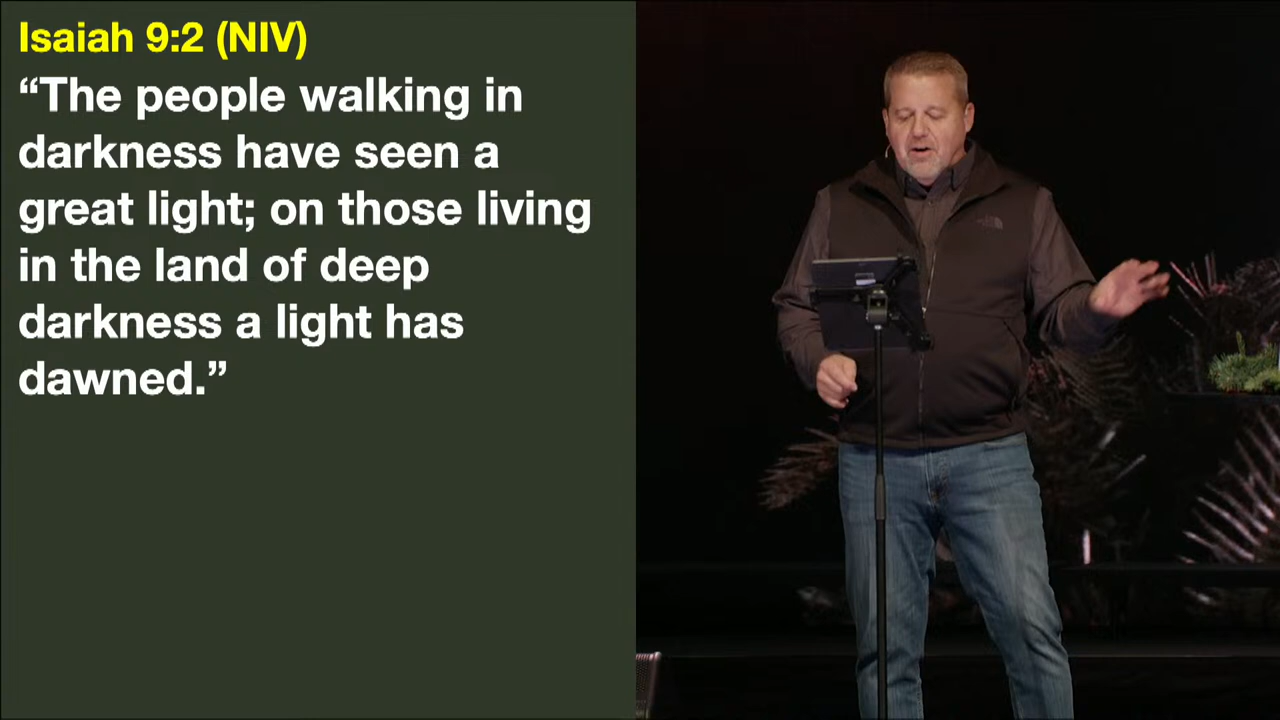 Isaiah 9:2 (NIV)
“The people walking in
darkness have seen a
great light; on those living
in the land of deep
darkness a light has
dawned.”